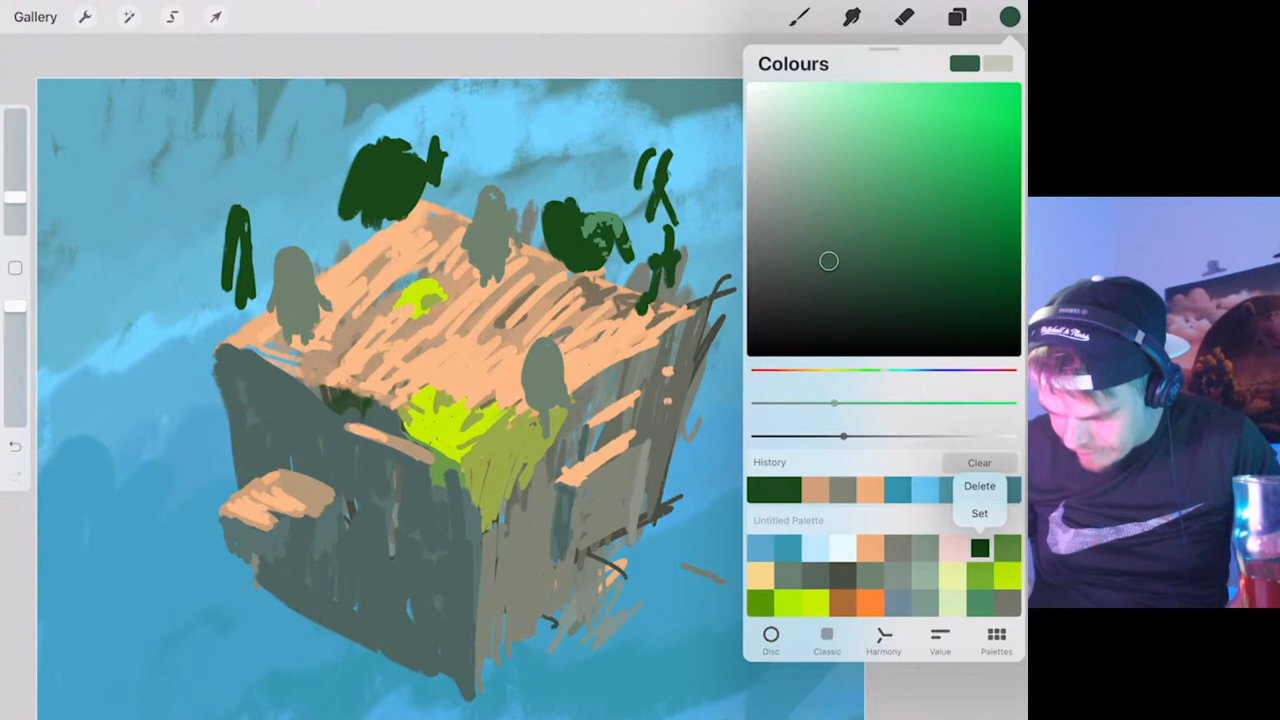 Gallery
Colours
History
Clear
Delete
Set
Untitled Palette
Disc
Classic
Harmony
Value
Palettes